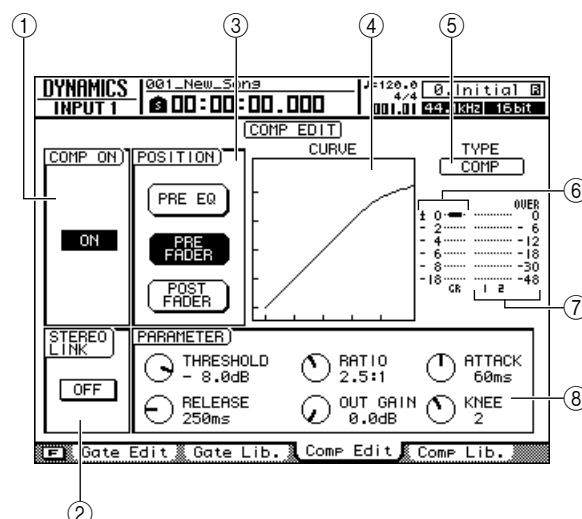 ① ③ ④ ⑤
DYNAMICS
INPUT 1
001_New_Song
S 00:00:00.000
♩=120.0
4/4
001.01
0.Initial R
44.1kHz 16bit
COMP EDIT
COMP ON
ON
POSITION
PRE EQ
PRE FADER
POST FADER
CURVE
TYPE
COMP
⑥
OVER
± 0 0
- 2 - 6
- 4 -12
- 6 -18
- 8 -30
-18 -48
GR 1 2
⑦
STEREO LINK
OFF
PARAMETER
THRESHOLD
- 8.0dB
RATIO
2.5:1
ATTACK
60ms
RELEASE
250ms
OUT GAIN
0.0dB
KNEE
2
⑧
F Gate Edit Gate Lib. Comp Edit Comp Lib.
②